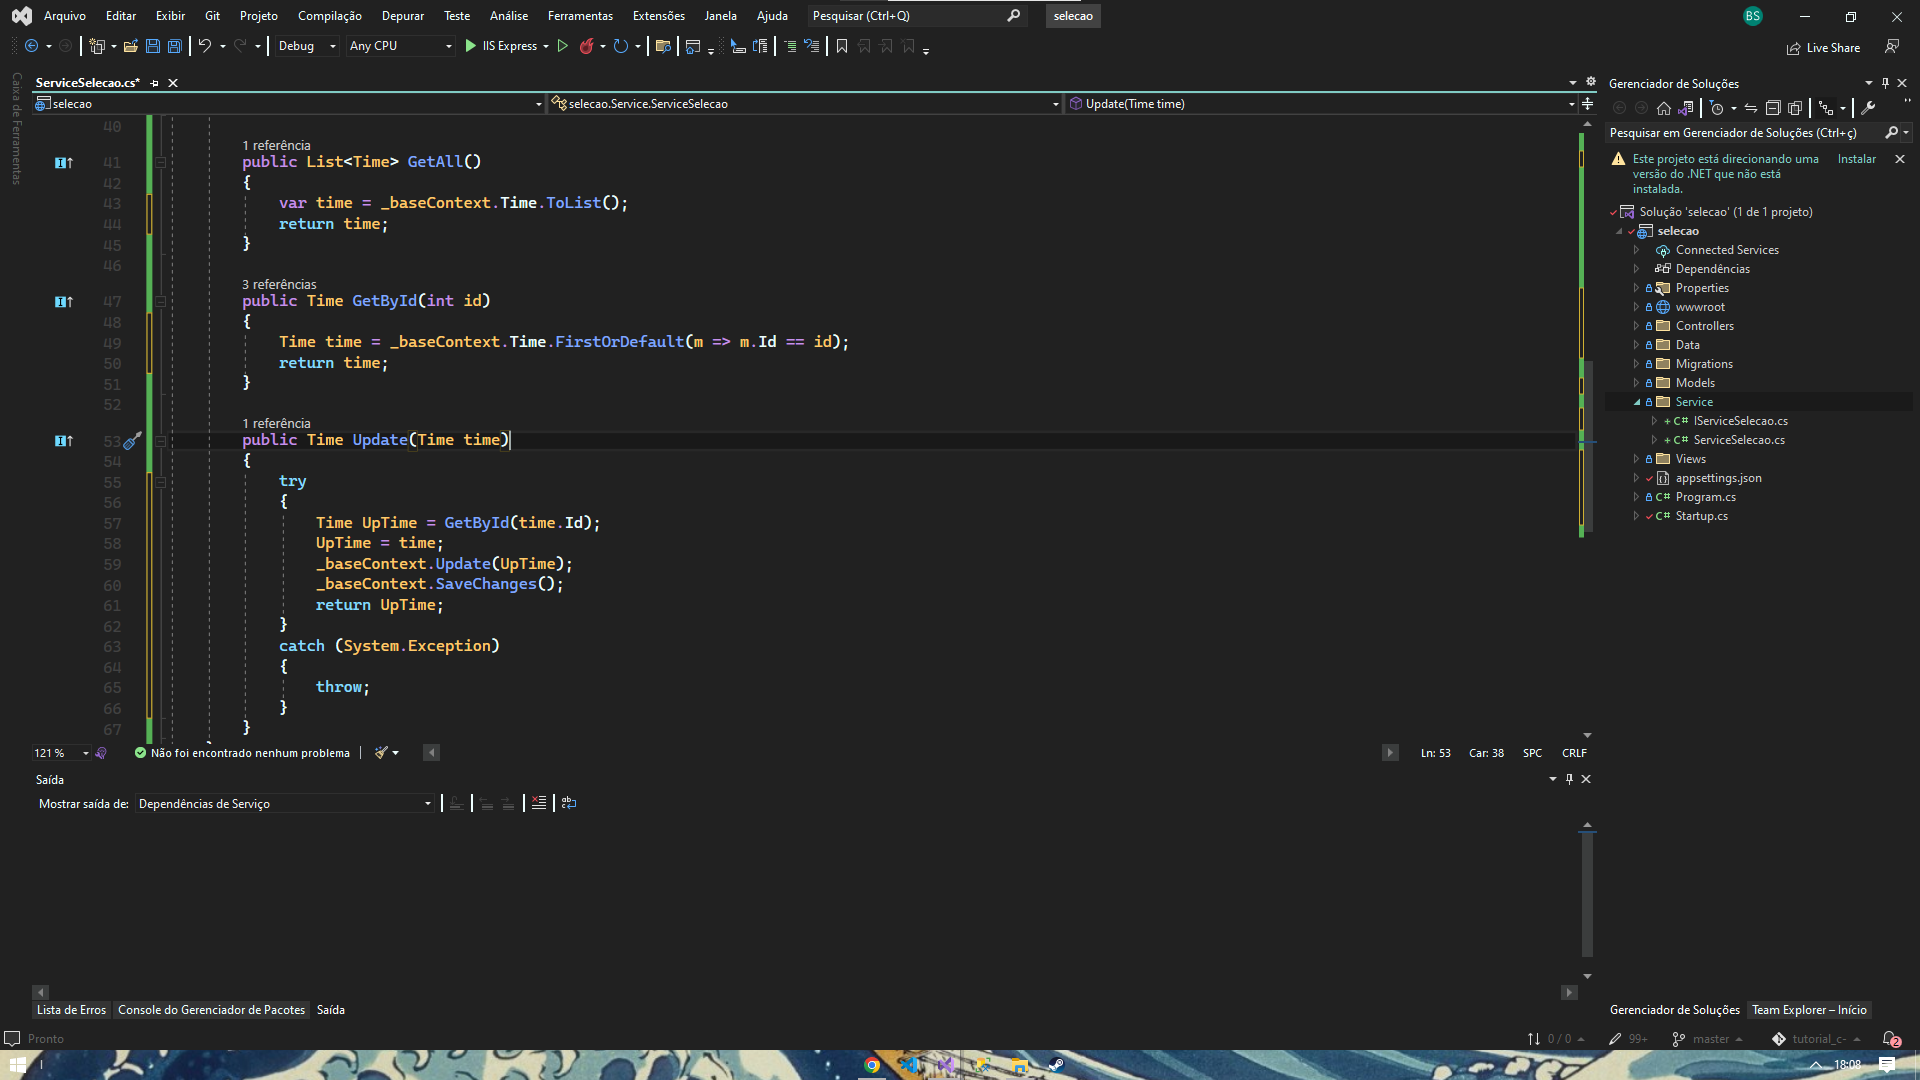 Arquivo Editar Exibir Git Projeto Compilação Depurar Teste Análise Ferramentas Extensões Janela Ajuda Pesquisar (Ctrl+Q) selecao BS
Debug Any CPU IIS Express Live Share
Caixa de Ferramentas
ServiceSelecao.cs*
selecao selecao.Service.ServiceSelecao Update(Time time)
40
1 referência
41 public List<Time> GetAll()
42 {
43 var time = _baseContext.Time.ToList();
44 return time;
45 }
46
3 referências
47 public Time GetById(int id)
48 {
49 Time time = _baseContext.Time.FirstOrDefault(m => m.Id == id);
50 return time;
51 }
52
1 referência
53 public Time Update(Time time)
54 {
55 try
56 {
57 Time UpTime = GetById(time.Id);
58 UpTime = time;
59 _baseContext.Update(UpTime);
60 _baseContext.SaveChanges();
61 return UpTime;
62 }
63 catch (System.Exception)
64 {
65 throw;
66 }
67 }
121 % Não foi encontrado nenhum problema Ln: 53 Car: 38 SPC CRLF
Saída
Mostrar saída de: Dependências de Serviço
Lista de Erros Console do Gerenciador de Pacotes Saída
Gerenciador de Soluções
Pesquisar em Gerenciador de Soluções (Ctrl+ç)
Este projeto está direcionando uma Instalar
versão do .NET que não está
instalada.
Solução 'selecao' (1 de 1 projeto)
selecao
Connected Services
Dependências
Properties
wwwroot
Controllers
Data
Migrations
Models
Service
C# IServiceSelecao.cs
C# ServiceSelecao.cs
Views
appsettings.json
C# Program.cs
C# Startup.cs
Gerenciador de Soluções Team Explorer – Início
Pronto 0 / 0 99+ master tutorial_c- 2
18:08